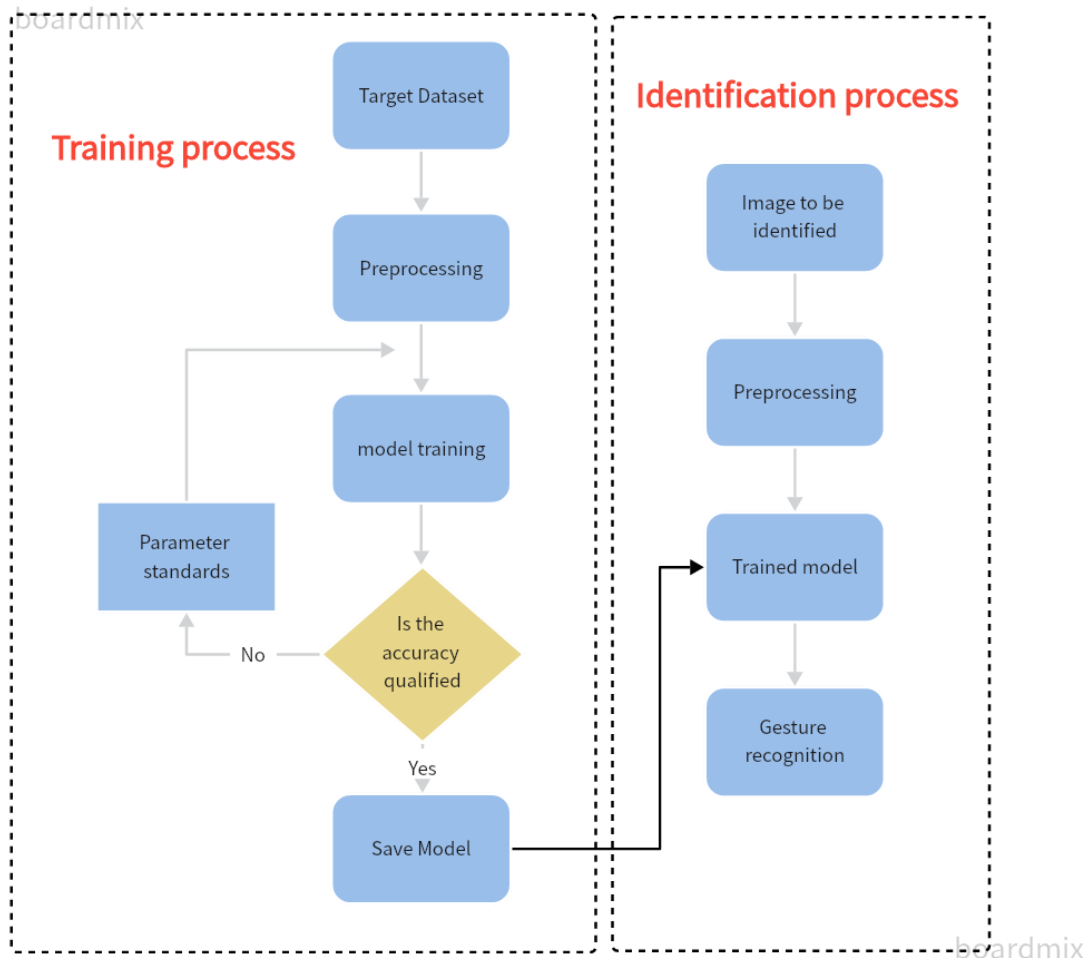 boardmix
Training process
Target Dataset
Preprocessing
model training
Parameter
standards
Is the
accuracy
qualified
No
Yes
Save Model
Identification process
Image to be
identified
Preprocessing
Trained model
Gesture
recognition
boardmix